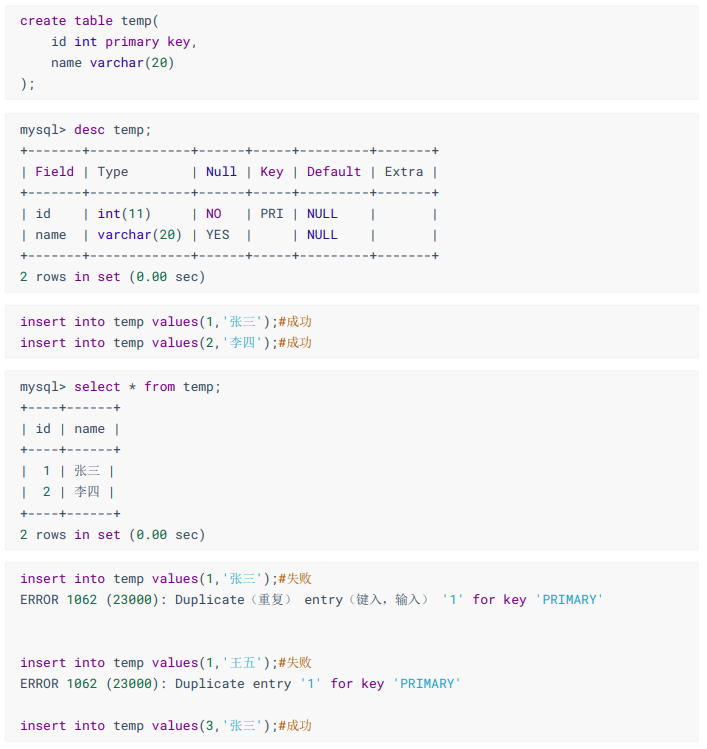 create table temp(
    id int primary key,
    name varchar(20)
);
mysql> desc temp;
+-------+-------------+------+-----+---------+-------+
| Field | Type        | Null | Key | Default | Extra |
+-------+-------------+------+-----+---------+-------+
| id    | int(11)     | NO   | PRI | NULL    |       |
| name  | varchar(20) | YES  |     | NULL    |       |
+-------+-------------+------+-----+---------+-------+
2 rows in set (0.00 sec)
insert into temp values(1,'张三');#成功
insert into temp values(2,'李四');#成功
mysql> select * from temp;
+----+------+
| id | name |
+----+------+
|  1 | 张三 |
|  2 | 李四 |
+----+------+
2 rows in set (0.00 sec)
insert into temp values(1,'张三');#失败
ERROR 1062 (23000): Duplicate（重复） entry（键入，输入） '1' for key 'PRIMARY'
insert into temp values(1,'王五');#失败
ERROR 1062 (23000): Duplicate entry '1' for key 'PRIMARY'
insert into temp values(3,'张三');#成功